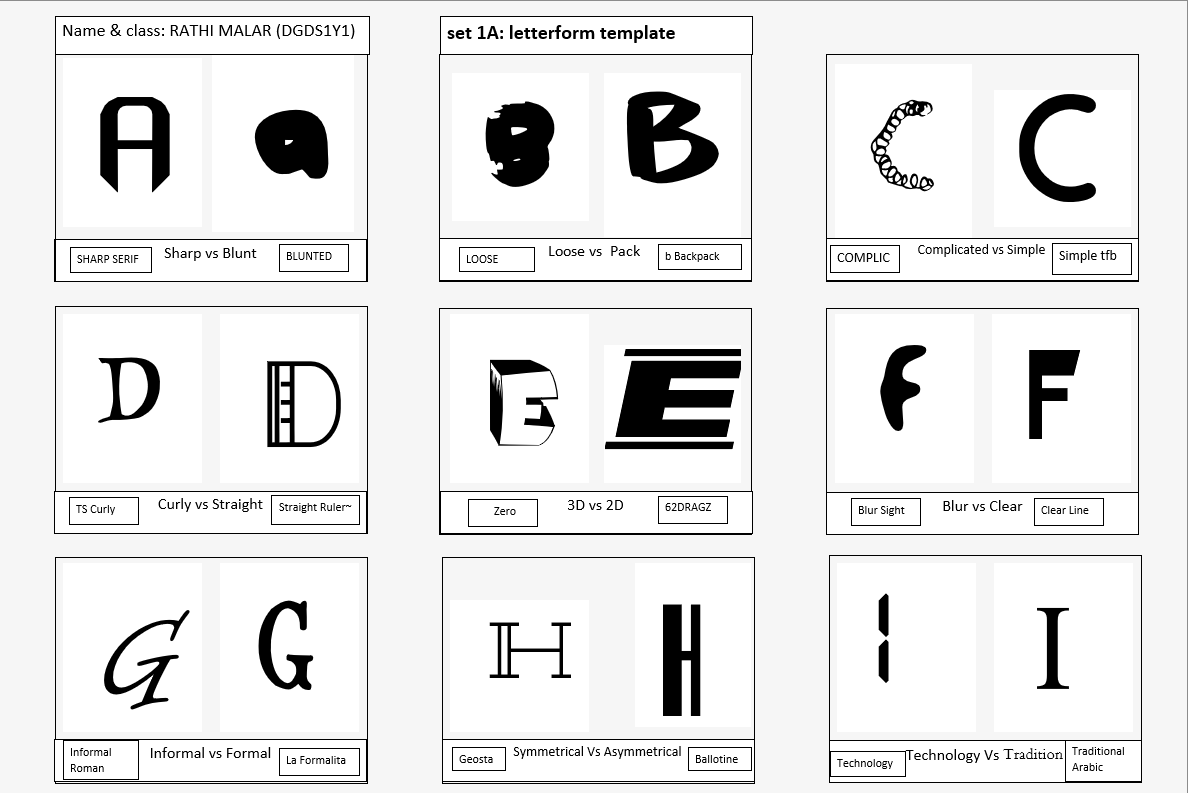 Name & class: RATHI MALAR (DGDS1Y1)
set 1A: letterform template
A a
B B
C C
SHARP SERIF Sharp vs Blunt BLUNTED
LOOSE Loose vs Pack b Backpack
COMPLIC Complicated vs Simple Simple tfb
D D
E E
F F
TS Curly Curly vs Straight Straight Ruler~
Zero 3D vs 2D 62DRAGZ
Blur Sight Blur vs Clear Clear Line
G G
H H
I I
Informal
Roman
Informal vs Formal La Formalita
Geosta Symmetrical Vs Asymmetrical Ballotine
Technology Technology Vs Tradition
Traditional
Arabic